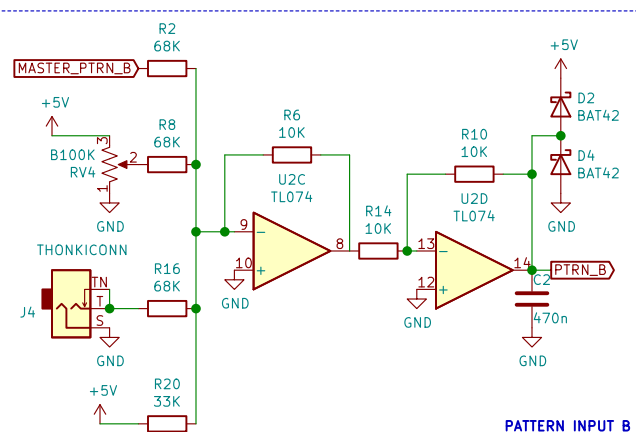 R2
68K
MASTER_PTRN_B
+5V
R8
68K
B100K
RV4
3
2
1
GND
THONKICONN
J4
TN
T
S
GND
R16
68K
+5V
R20
33K
R6
10K
U2C
TL074
9
10
8
−
+
GND
R14
10K
R10
10K
U2D
TL074
13
12
14
−
+
GND
+5V
D2
BAT42
D4
BAT42
GND
PTRN_B
C2
470n
GND
PATTERN INPUT B